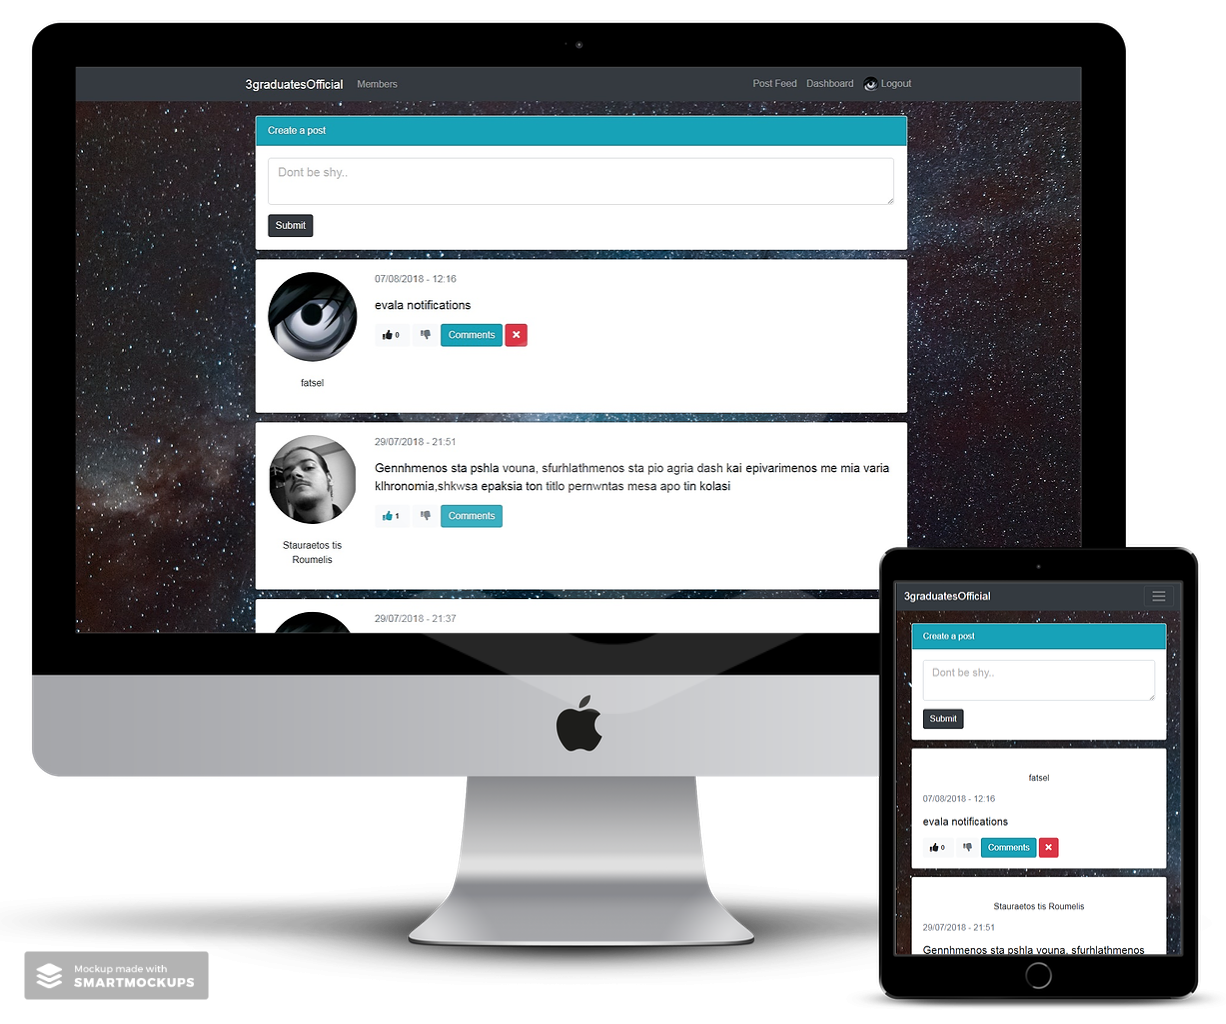 3graduatesOfficial Members Post Feed Dashboard Logout
Create a post
Dont be shy..
Submit
07/08/2018 - 12:16
evala notifications
0 Comments
fatsel
29/07/2018 - 21:51
Gennhmenos sta pshla vouna, sfurhlathmenos sta pio agria dash kai epivarimenos me mia varia
klhronomia,shkwsa epaksia ton titlo pernwntas mesa apo tin kolasi
1 Comments
Stauraetos tis
Roumelis
29/07/2018 - 21:37
3graduatesOfficial
Create a post
Dont be shy..
Submit
fatsel
07/08/2018 - 12:16
evala notifications
0 Comments
Stauraetos tis Roumelis
29/07/2018 - 21:51
Gennhmenos sta pshla vouna, sfurhlathmenos
Mockup made with
SMARTMOCKUPS